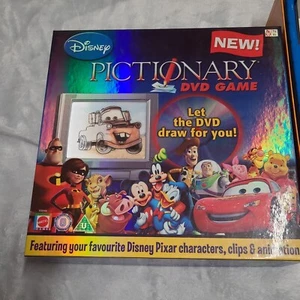 Disney
NEW!
PICTIONARY
DVD GAME
Let
the DVD
draw for you!
U
Featuring your favourite Disney Pixar characters, clips & animation